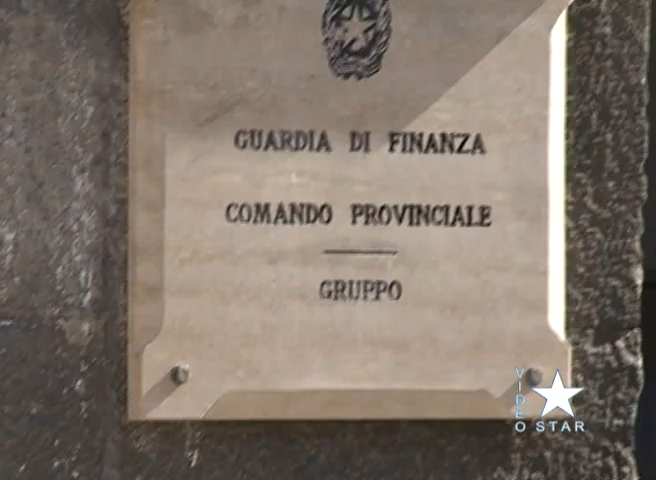 GUARDIA DI FINANZA
COMANDO PROVINCIALE
GRUPPO
VIDEO STAR